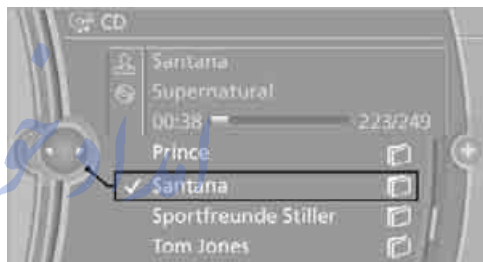 CD
Santana
Supernatural
00:38 223/249
Prince
✓ Santana
Sportfreunde Stiller
Tom Jones